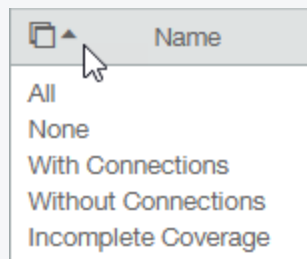 Name
All
None
With Connections
Without Connections
Incomplete Coverage